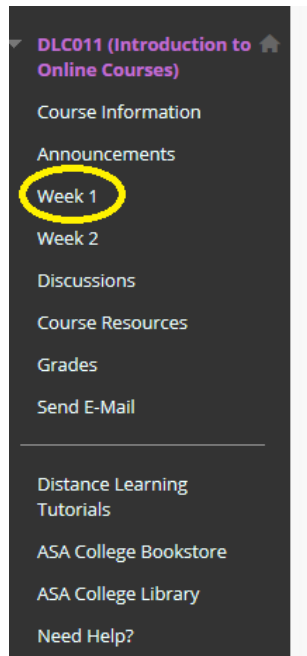 DLC011 (Introduction to
Online Courses)
Course Information
Announcements
Week 1
Week 2
Discussions
Course Resources
Grades
Send E-Mail
Distance Learning
Tutorials
ASA College Bookstore
ASA College Library
Need Help?